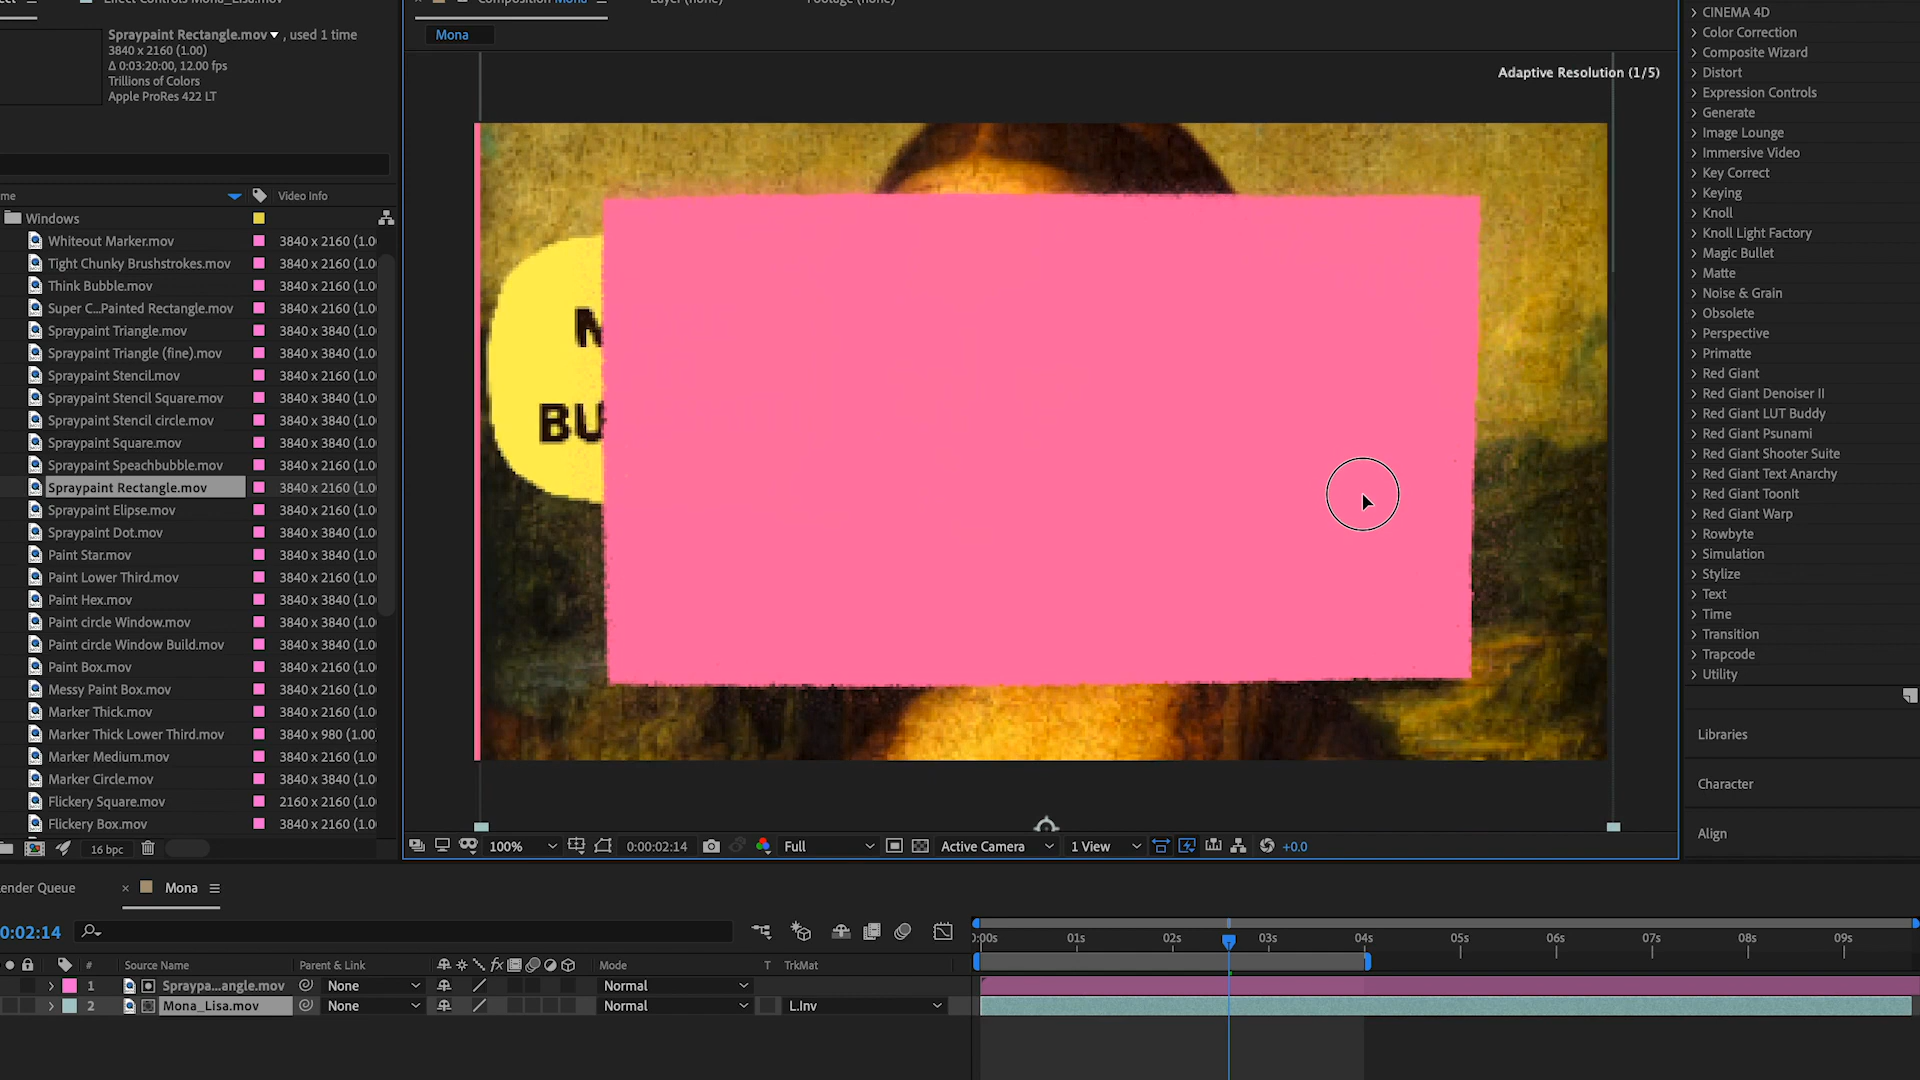 Effect Controls Mona_Lisa.mov
Composition Mona
Layer (none)
Footage (none)
Spraypaint Rectangle.mov , used 1 time
3840 x 2160 (1.00)
Δ 0:03:20:00, 12.00 fps
Trillions of Colors
Apple ProRes 422 LT
Mona
Adaptive Resolution (1/5)
Video Info
Windows
Whiteout Marker.mov 3840 x 2160 (1.0
Tight Chunky Brushstrokes.mov 3840 x 2160 (1.0
Think Bubble.mov 3840 x 2160 (1.0
Super C...Painted Rectangle.mov 3840 x 2160 (1.0
Spraypaint Triangle.mov 3840 x 3840 (1.0
Spraypaint Triangle (fine).mov 3840 x 3840 (1.0
Spraypaint Stencil.mov 3840 x 2160 (1.0
Spraypaint Stencil Square.mov 3840 x 3840 (1.0
Spraypaint Stencil circle.mov 3840 x 3840 (1.0
Spraypaint Square.mov 3840 x 3840 (1.0
Spraypaint Speachbubble.mov 3840 x 2160 (1.0
Spraypaint Rectangle.mov 3840 x 2160 (1.0
Spraypaint Elipse.mov 3840 x 2160 (1.0
Spraypaint Dot.mov 3840 x 3840 (1.0
Paint Star.mov 3840 x 3840 (1.0
Paint Lower Third.mov 3840 x 2160 (1.0
Paint Hex.mov 3840 x 3840 (1.0
Paint circle Window.mov 3840 x 3840 (1.0
Paint circle Window Build.mov 3840 x 3840 (1.0
Paint Box.mov 3840 x 2160 (1.0
Messy Paint Box.mov 3840 x 2160 (1.0
Marker Thick.mov 3840 x 2160 (1.0
Marker Thick Lower Third.mov 3840 x 980 (1.00)
Marker Medium.mov 3840 x 2160 (1.0
Marker Circle.mov 3840 x 3840 (1.0
Flickery Square.mov 2160 x 2160 (1.0
Flickery Box.mov 3840 x 2160 (1.0
16 bpc
N
BU
100%
0:00:02:14
Full
Active Camera
1 View
+0.0
CINEMA 4D
Color Correction
Composite Wizard
Distort
Expression Controls
Generate
Image Lounge
Immersive Video
Key Correct
Keying
Knoll
Knoll Light Factory
Magic Bullet
Matte
Noise & Grain
Obsolete
Perspective
Primatte
Red Giant
Red Giant Denoiser II
Red Giant LUT Buddy
Red Giant Psunami
Red Giant Shooter Suite
Red Giant Text Anarchy
Red Giant ToonIt
Red Giant Warp
Rowbyte
Simulation
Stylize
Text
Time
Transition
Trapcode
Utility
Libraries
Character
Align
ender Queue
Mona
0:02:14
:00s 01s 02s 03s 04s 05s 06s 07s 08s 09s
# Source Name Parent & Link fx Mode T TrkMat
1 Spraypa...angle.mov None Normal
2 Mona_Lisa.mov None Normal L.Inv